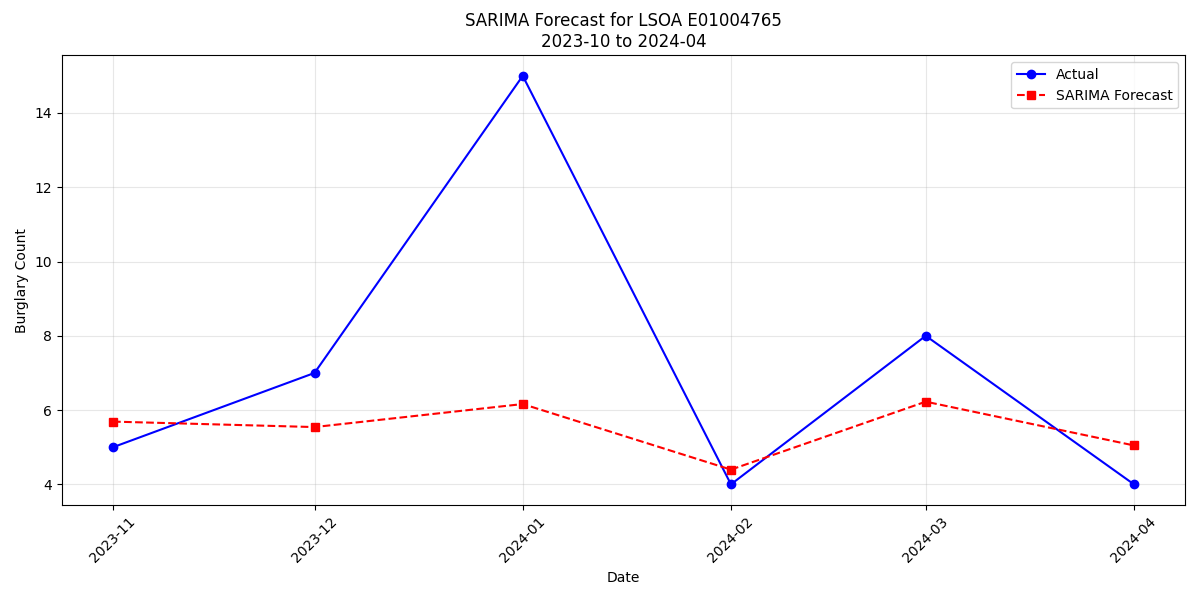 SARIMA Forecast for LSOA E01004765
2023-10 to 2024-04
Actual
SARIMA Forecast
Burglary Count
14
12
10
8
6
4
2023-11
2023-12
2024-01
2024-02
2024-03
2024-04
Date